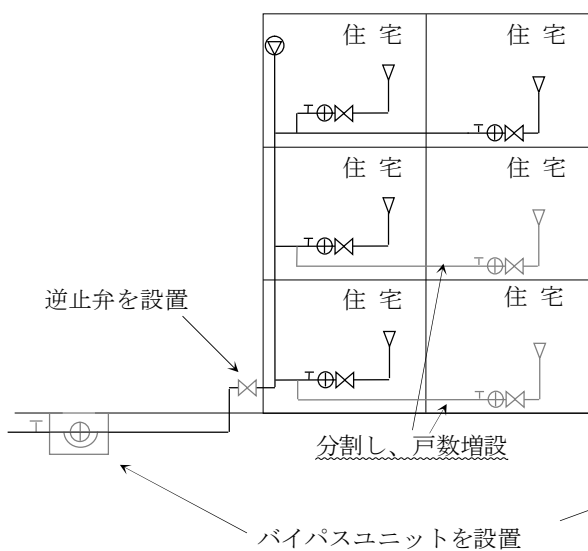 住 宅
住 宅
住 宅
住 宅
住 宅
住 宅
逆止弁を設置
分割し、戸数増設
バイパスユニットを設置